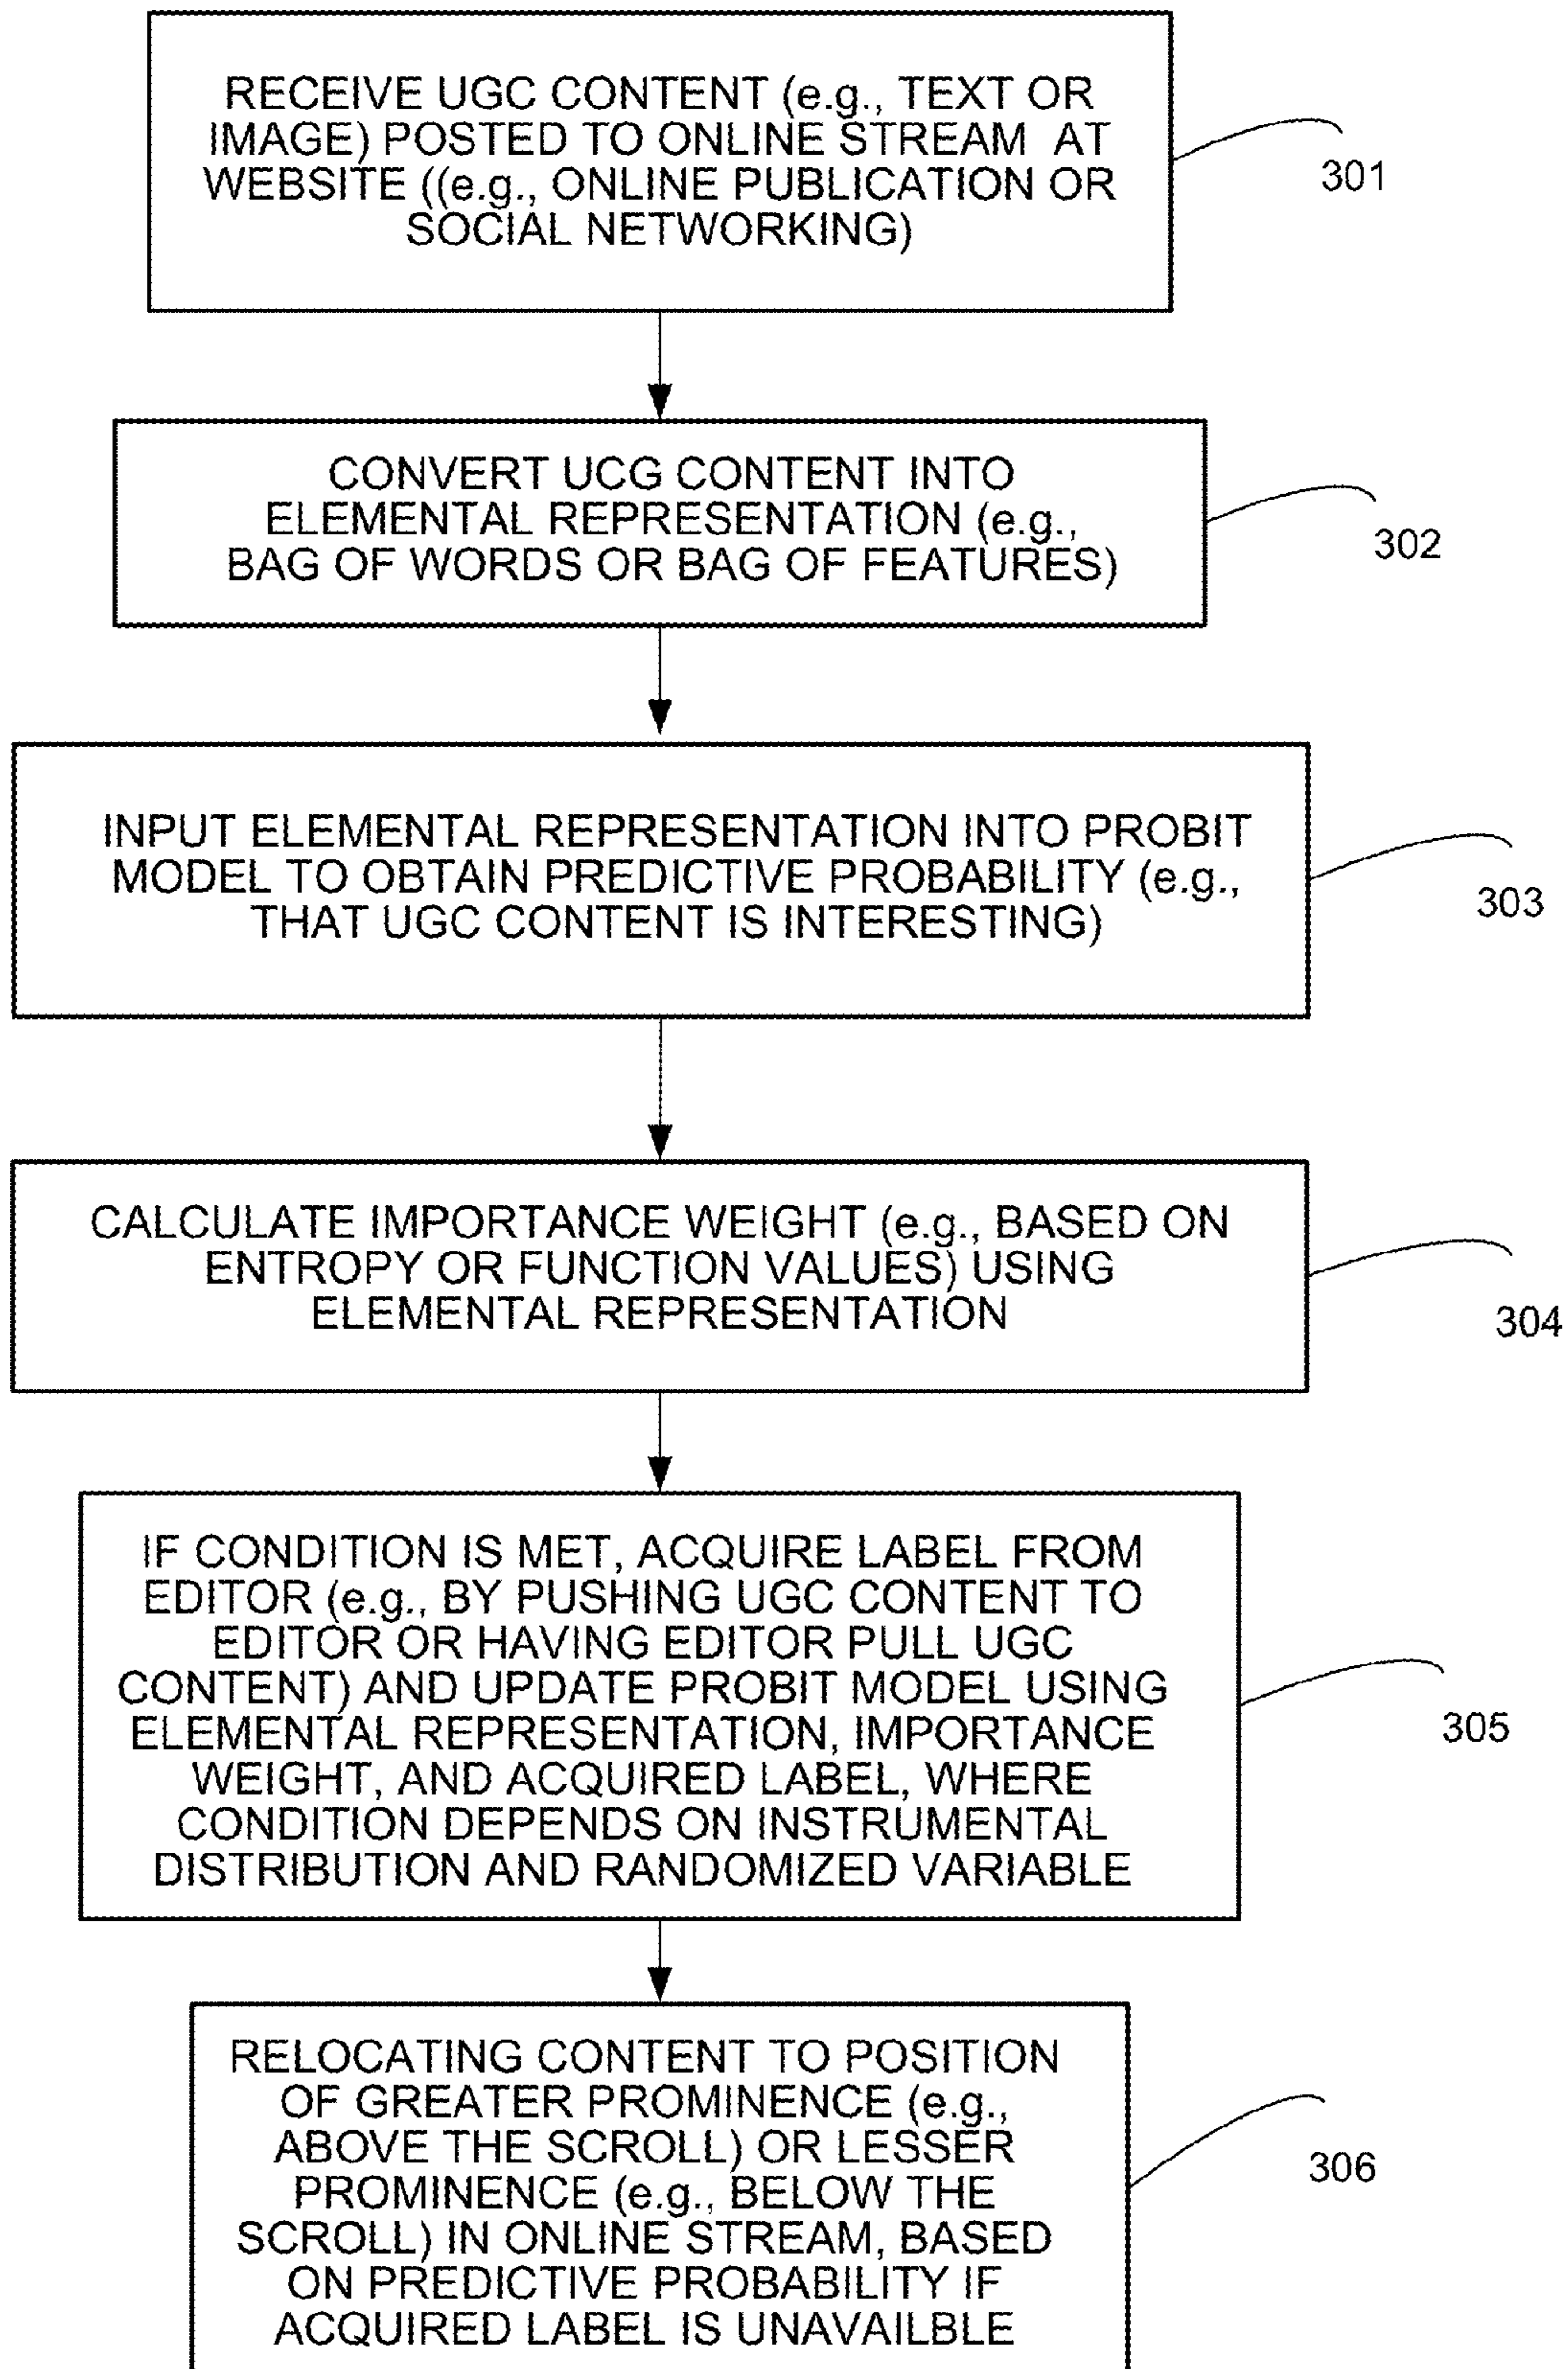 RECEIVE UGC CONTENT (e.g., TEXT OR
IMAGE) POSTED TO ONLINE STREAM AT
WEBSITE ((e.g., ONLINE PUBLICATION OR
SOCIAL NETWORKING)
301
CONVERT UCG CONTENT INTO
ELEMENTAL REPRESENTATION (e.g.,
BAG OF WORDS OR BAG OF FEATURES)
302
INPUT ELEMENTAL REPRESENTATION INTO PROBIT
MODEL TO OBTAIN PREDICTIVE PROBABILITY (e.g.,
THAT UGC CONTENT IS INTERESTING)
303
CALCULATE IMPORTANCE WEIGHT (e.g., BASED ON
ENTROPY OR FUNCTION VALUES) USING
ELEMENTAL REPRESENTATION
304
IF CONDITION IS MET, ACQUIRE LABEL FROM
EDITOR (e.g., BY PUSHING UGC CONTENT TO
EDITOR OR HAVING EDITOR PULL UGC
CONTENT) AND UPDATE PROBIT MODEL USING
ELEMENTAL REPRESENTATION, IMPORTANCE
WEIGHT, AND ACQUIRED LABEL, WHERE
CONDITION DEPENDS ON INSTRUMENTAL
DISTRIBUTION AND RANDOMIZED VARIABLE
305
RELOCATING CONTENT TO POSITION
OF GREATER PROMINENCE (e.g.,
ABOVE THE SCROLL) OR LESSER
PROMINENCE (e.g., BELOW THE
SCROLL) IN ONLINE STREAM, BASED
ON PREDICTIVE PROBABILITY IF
ACQUIRED LABEL IS UNAVAILBLE
306